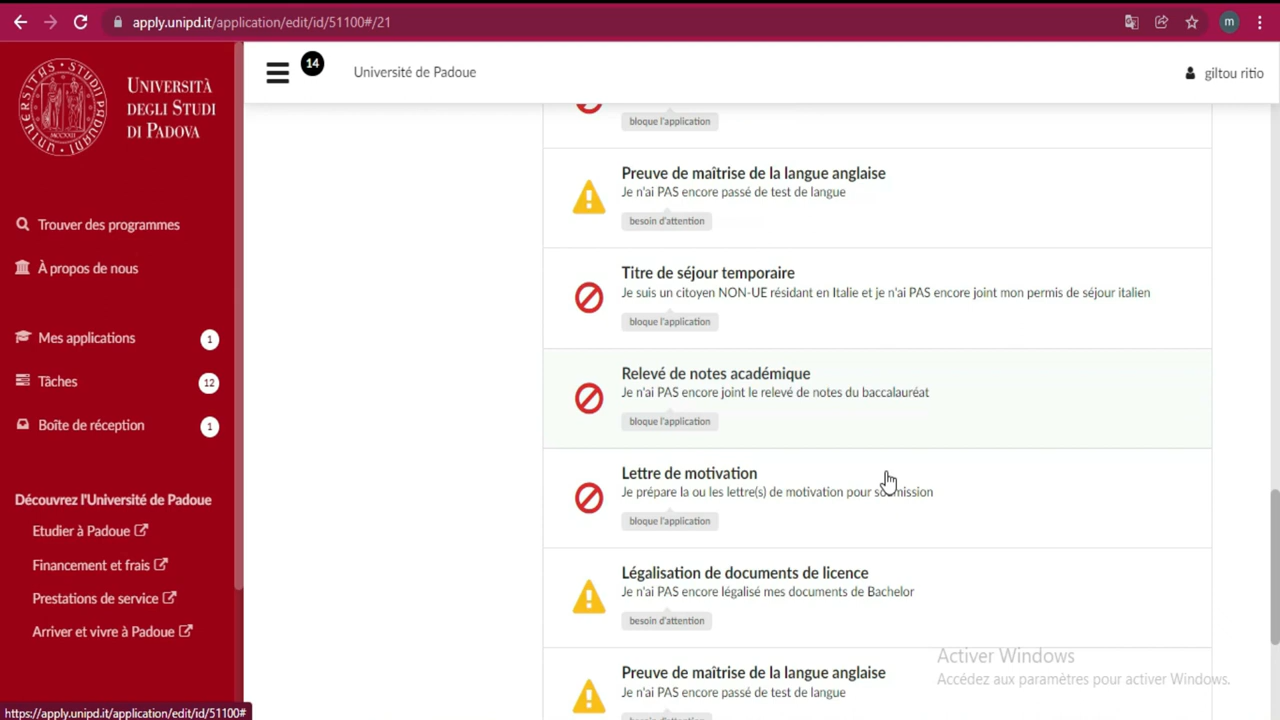 apply.unipd.it/application/edit/id/51100#/21
m
UNIVERSITÀ
DEGLI STUDI
DI PADOVA
14
Université de Padoue
giltou ritio
Trouver des programmes
À propos de nous
Mes applications
1
Tâches
12
Boîte de réception
1
Découvrez l'Université de Padoue
Etudier à Padoue
Financement et frais
Prestations de service
Arriver et vivre à Padoue
bloque l'application
Preuve de maîtrise de la langue anglaise
Je n'ai PAS encore passé de test de langue
besoin d'attention
Titre de séjour temporaire
Je suis un citoyen NON-UE résidant en Italie et je n'ai PAS encore joint mon permis de séjour italien
bloque l'application
Relevé de notes académique
Je n'ai PAS encore joint le relevé de notes du baccalauréat
bloque l'application
Lettre de motivation
Je prépare la ou les lettre(s) de motivation pour soumission
bloque l'application
Légalisation de documents de licence
Je n'ai PAS encore légalisé mes documents de Bachelor
besoin d'attention
Preuve de maîtrise de la langue anglaise
Je n'ai PAS encore passé de test de langue
Activer Windows
Accédez aux paramètres pour activer Windows.
https://apply.unipd.it/application/edit/id/51100#